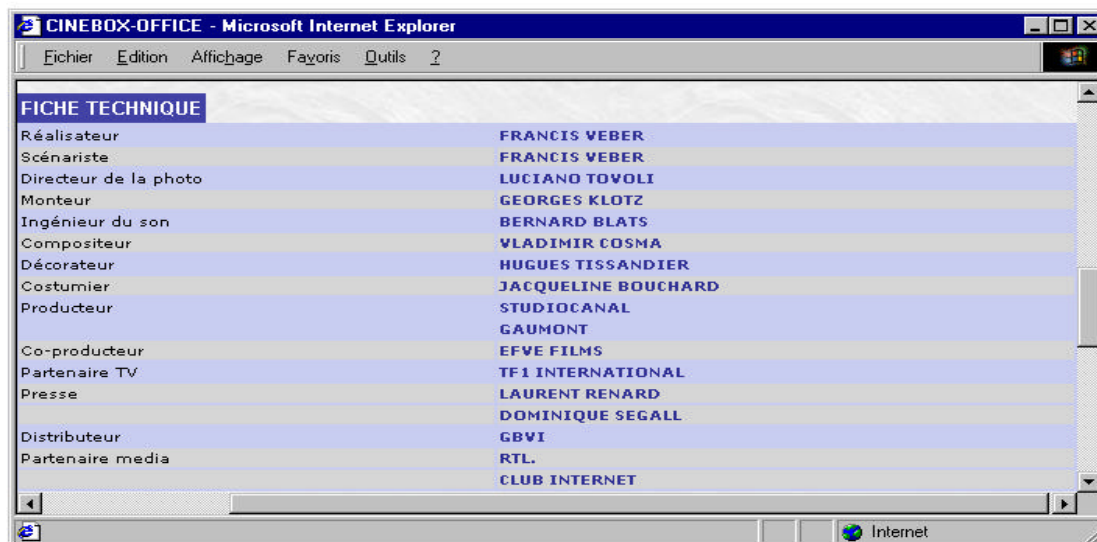 CINEBOX-OFFICE - Microsoft Internet Explorer
Fichier Edition Affichage Favoris Outils ?
FICHE TECHNIQUE
Réalisateur FRANCIS VEBER
Scénariste FRANCIS VEBER
Directeur de la photo LUCIANO TOVOLI
Monteur GEORGES KLOTZ
Ingénieur du son BERNARD BLATS
Compositeur VLADIMIR COSMA
Décorateur HUGUES TISSANDIER
Costumier JACQUELINE BOUCHARD
Producteur STUDIOCANAL
GAUMONT
Co-producteur EFVE FILMS
Partenaire TV TF1 INTERNATIONAL
Presse LAURENT RENARD
DOMINIQUE SEGALL
Distributeur GBVI
Partenaire media RTL.
CLUB INTERNET
Internet